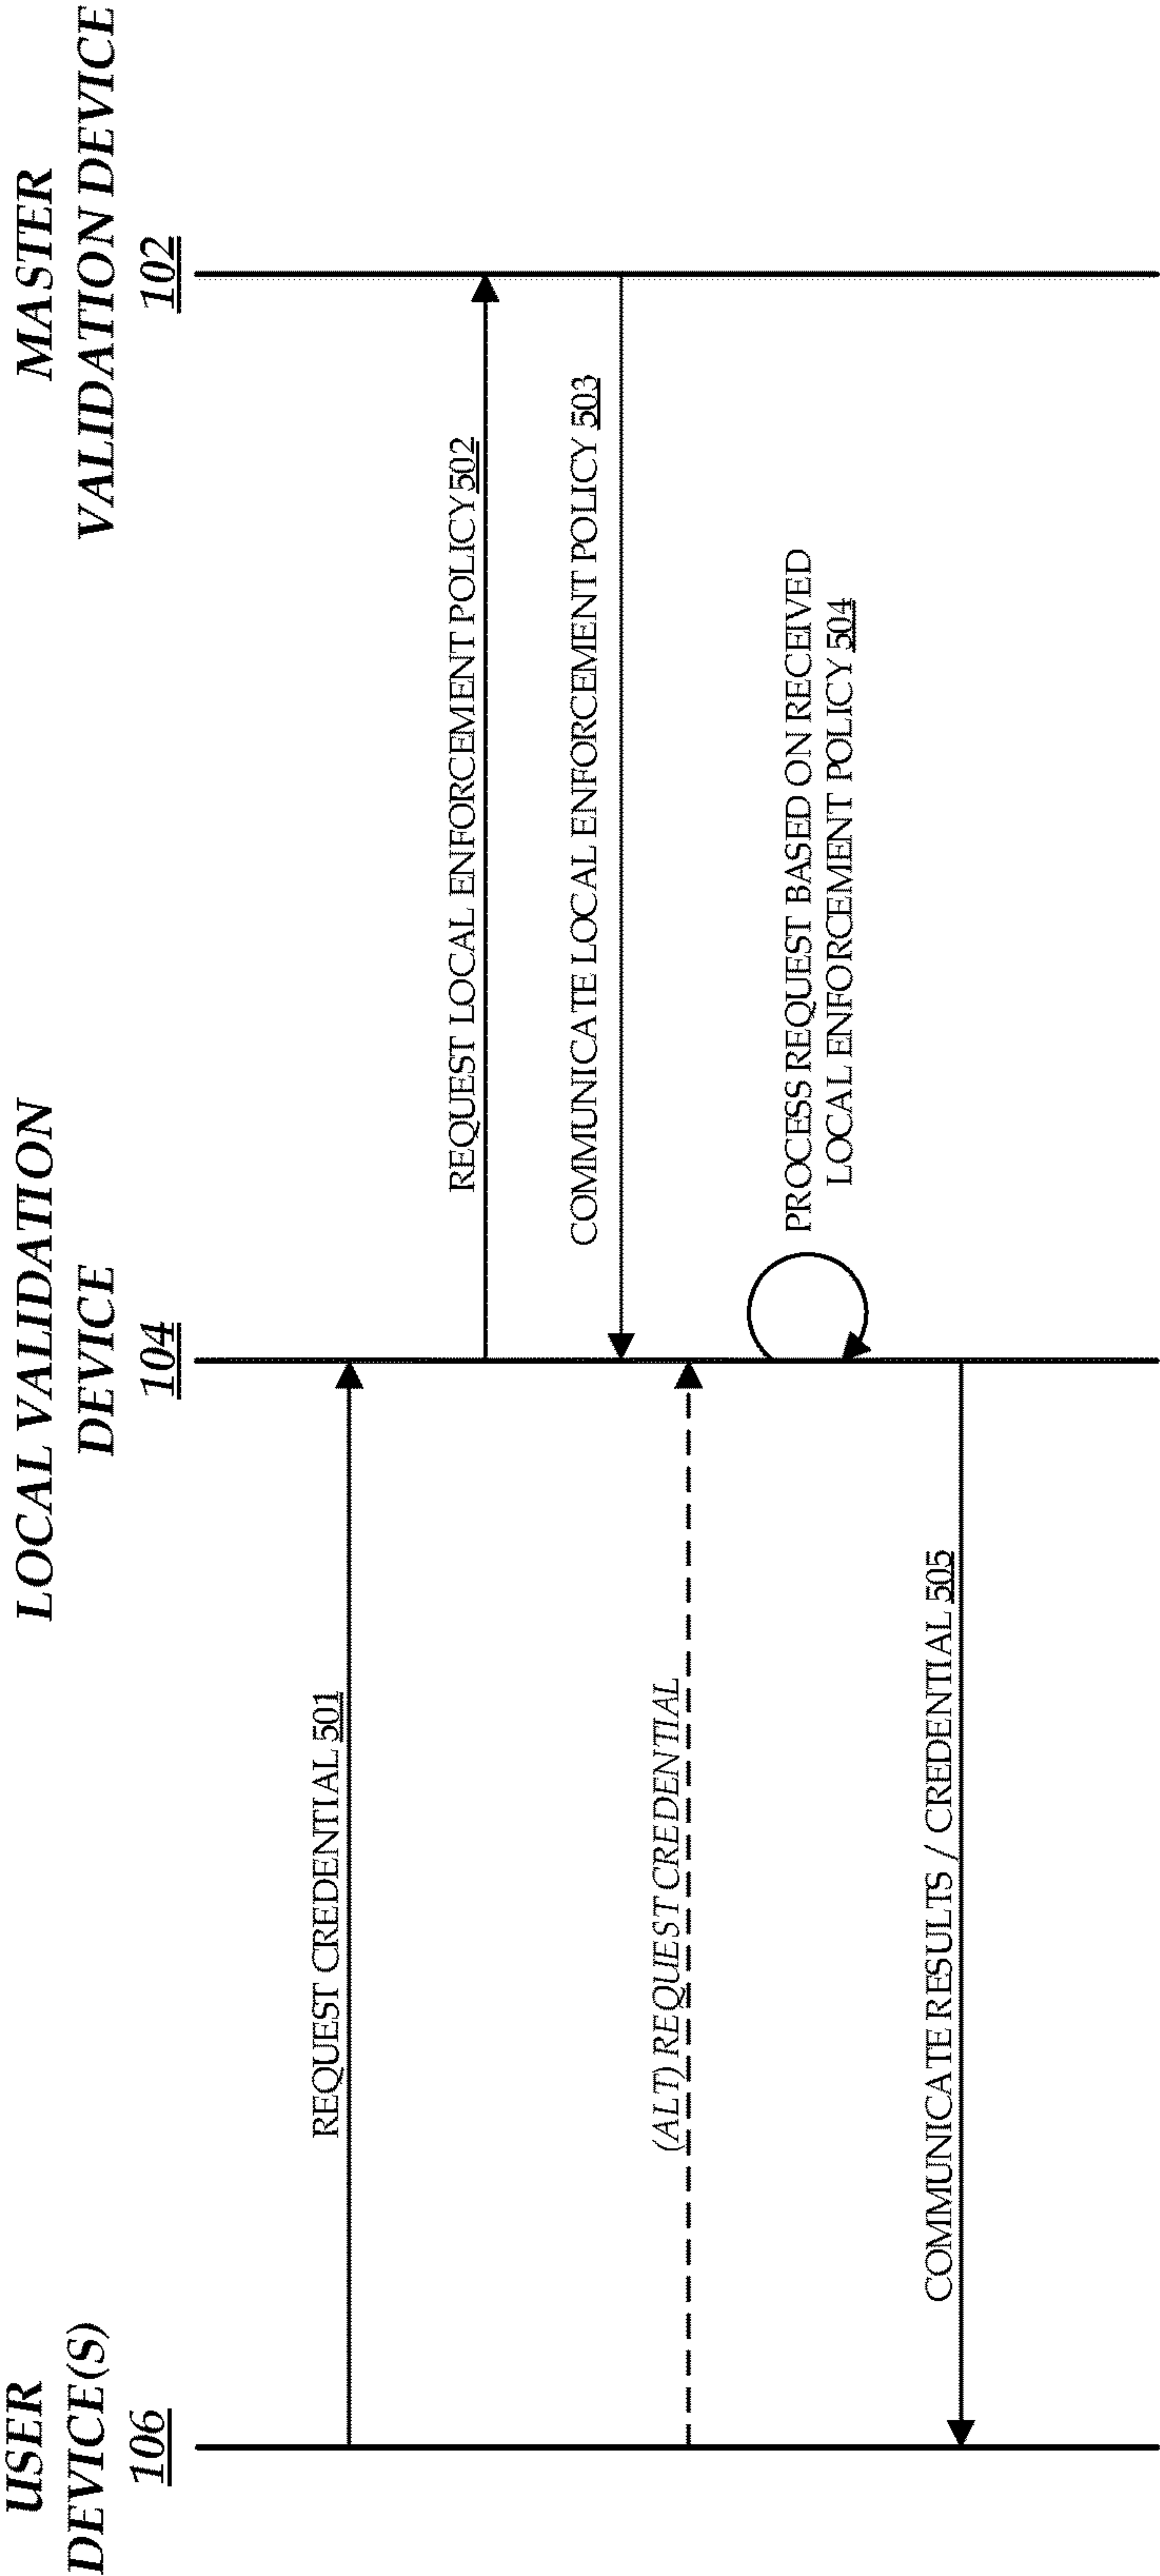 USER
DEVICE(S)
106
LOCAL VALIDATION
DEVICE
104
MASTER
VALIDATION DEVICE
102
REQUEST CREDENTIAL 501
REQUEST LOCAL ENFORCEMENT POLICY 502
COMMUNICATE LOCAL ENFORCEMENT POLICY 503
(ALT) REQUEST CREDENTIAL
PROCESS REQUEST BASED ON RECEIVED
LOCAL ENFORCEMENT POLICY 504
COMMUNICATE RESULTS / CREDENTIAL 505